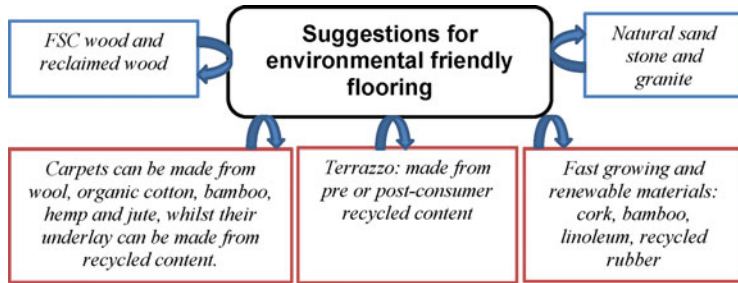 Suggestions for
environmental friendly
flooring
FSC wood and
reclaimed wood
Natural sand
stone and
granite
Carpets can be made from
wool, organic cotton, bamboo,
hemp and jute, whilst their
underlay can be made from
recycled content.
Terrazzo: made from
pre or post-consumer
recycled content
Fast growing and
renewable materials:
cork, bamboo,
linoleum, recycled
rubber